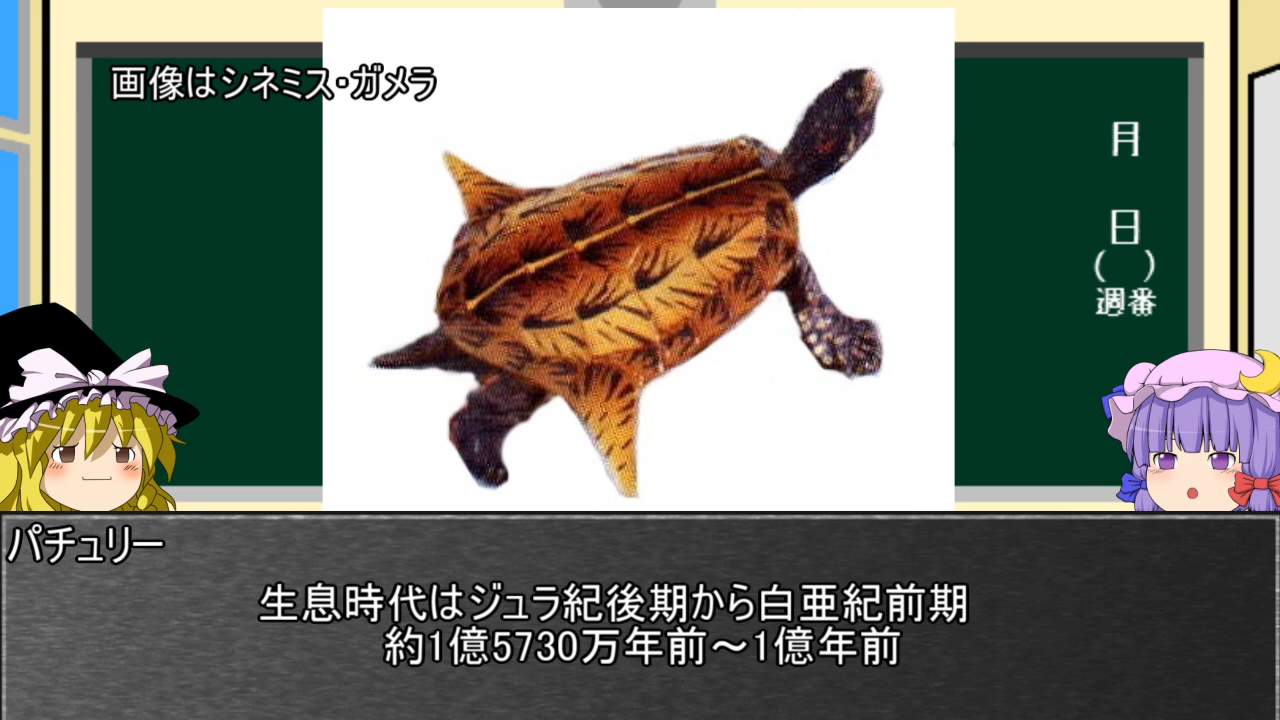 画像はシネミス・ガメラ
月
日
( )
週番
パチュリー
生息時代はジュラ紀後期から白亜紀前期
約1億5730万年前～1億年前